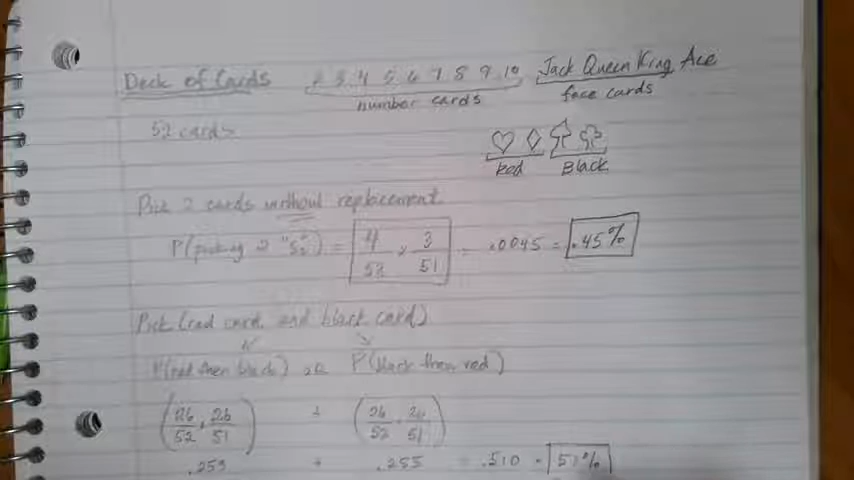 Deck of Cards 2 3 4 5 6 7 8 9 10 Jack Queen King Ace
number cards face cards
52 cards
Red Black
Pick 2 cards without replacement
P(picking 2 "5s") = 4/52 × 3/51 = .0045 = .45%
Pick (red card and black card)
P(red then black) or P(black then red)
(26/52 · 26/51) + (26/52 · 26/51)
.255 + .255 = .510 = 51%